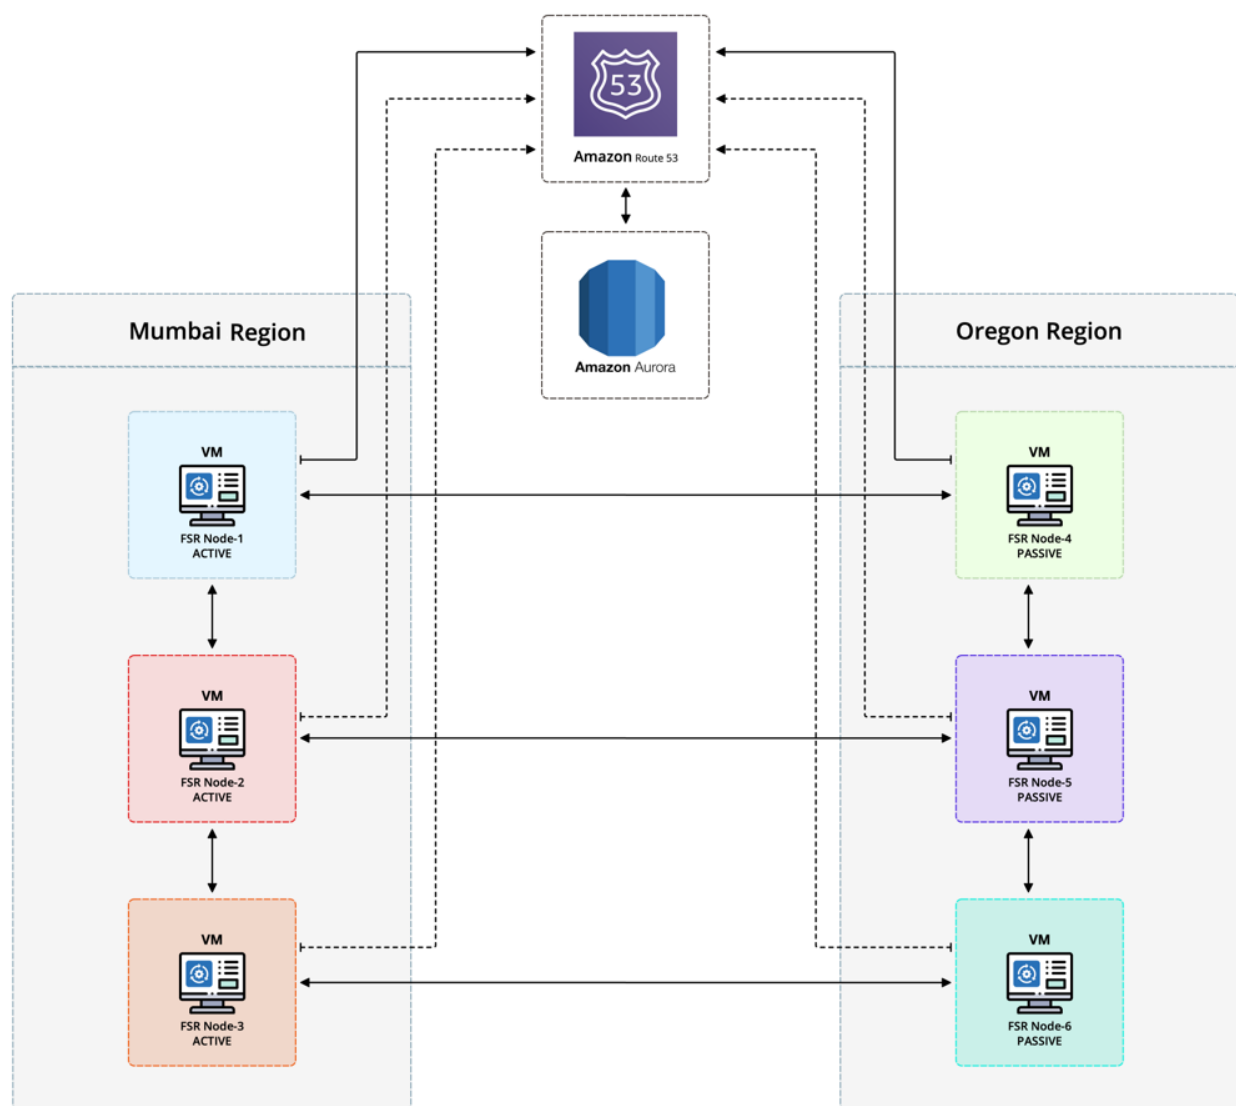 53
Amazon Route 53
Amazon Aurora
Mumbai Region
Oregon Region
VM
FSR Node-1
ACTIVE
VM
FSR Node-4
PASSIVE
VM
FSR Node-2
ACTIVE
VM
FSR Node-5
PASSIVE
VM
FSR Node-3
ACTIVE
VM
FSR Node-6
PASSIVE